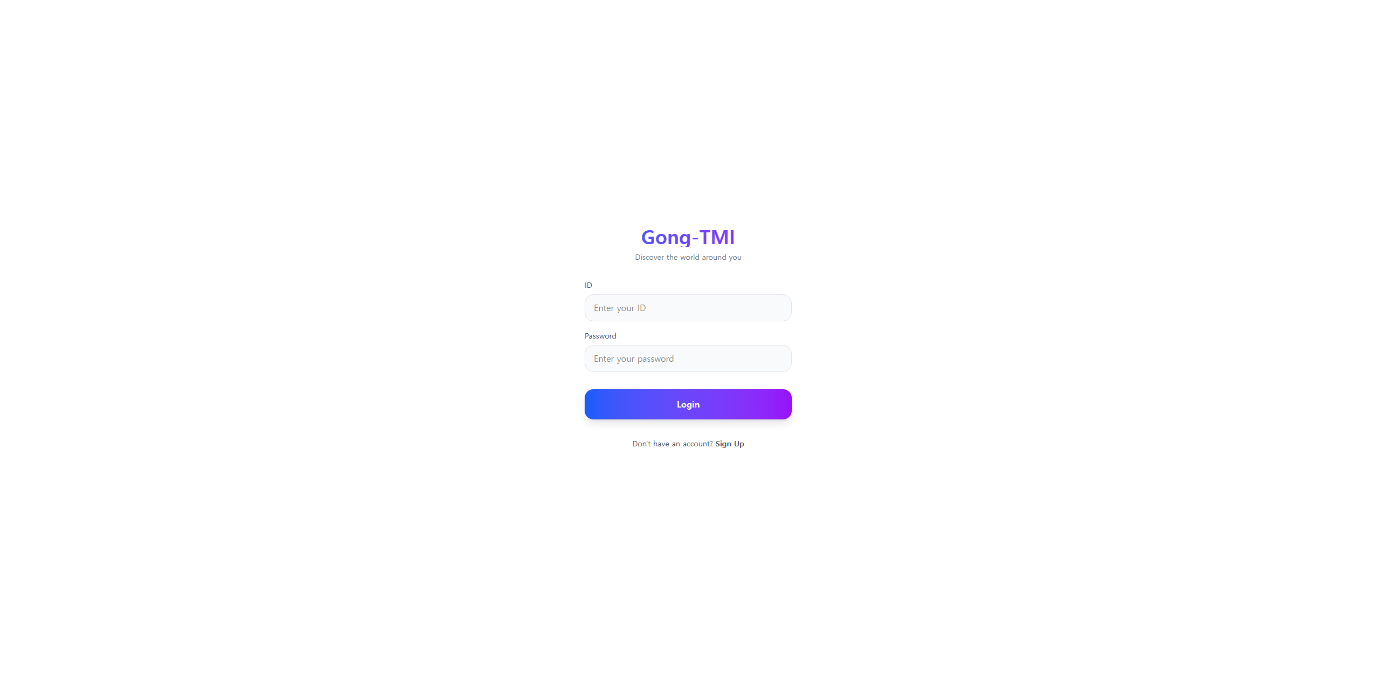 Gong-TMI
Discover the world around you
ID
Enter your ID
Password
Enter your password
Login
Don't have an account? Sign Up